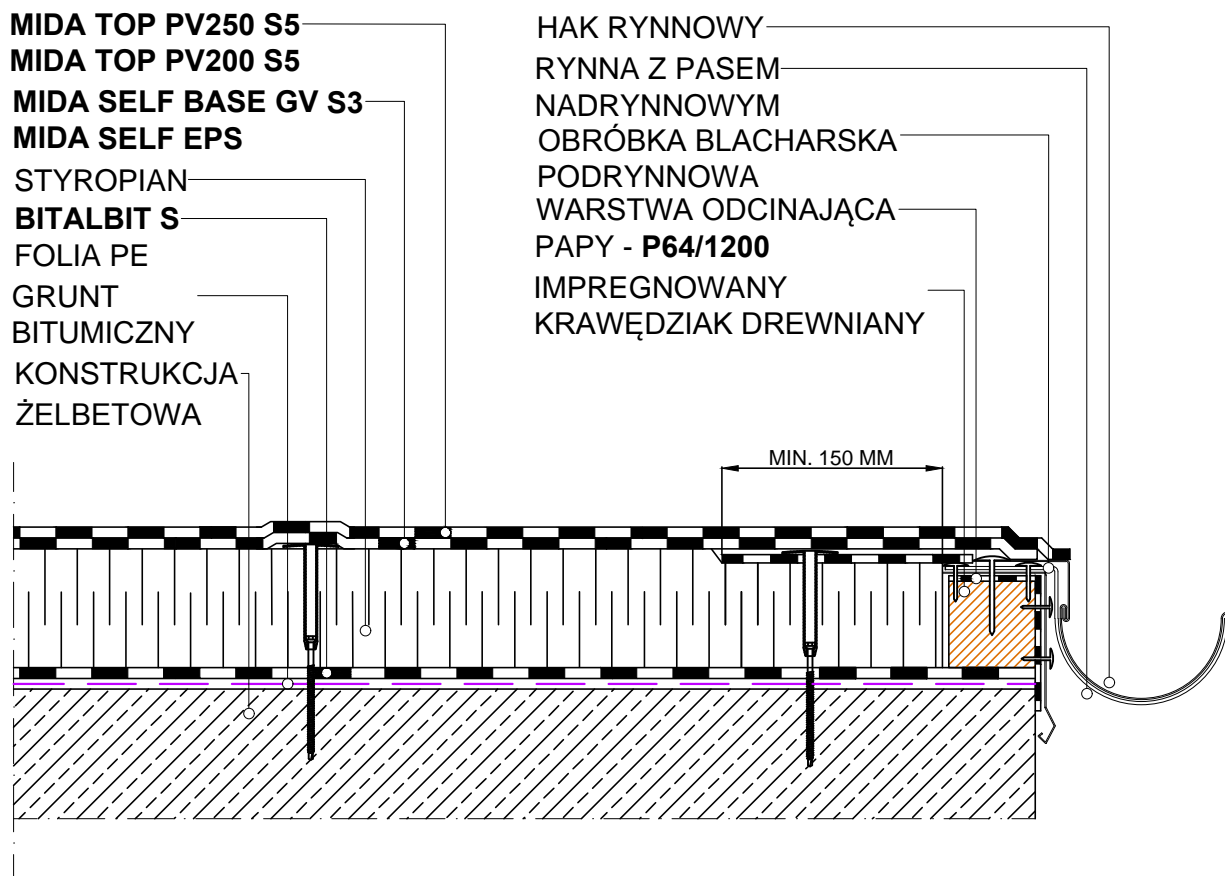 MIDA TOP PV250 S5
MIDA TOP PV200 S5
MIDA SELF BASE GV S3
MIDA SELF EPS
STYROPIAN
BITALBIT S
FOLIA PE
GRUNT
BITUMICZNY
KONSTRUKCJA
ŻELBETOWA
HAK RYNNOWY
RYNNA Z PASEM
NADRYNNOWYM
OBRÓBKA BLACHARSKA
PODRYNNOWA
WARSTWA ODCINAJĄCA
PAPY - P64/1200
IMPREGNOWANY
KRAWĘDZIAK DREWNIANY
MIN. 150 MM